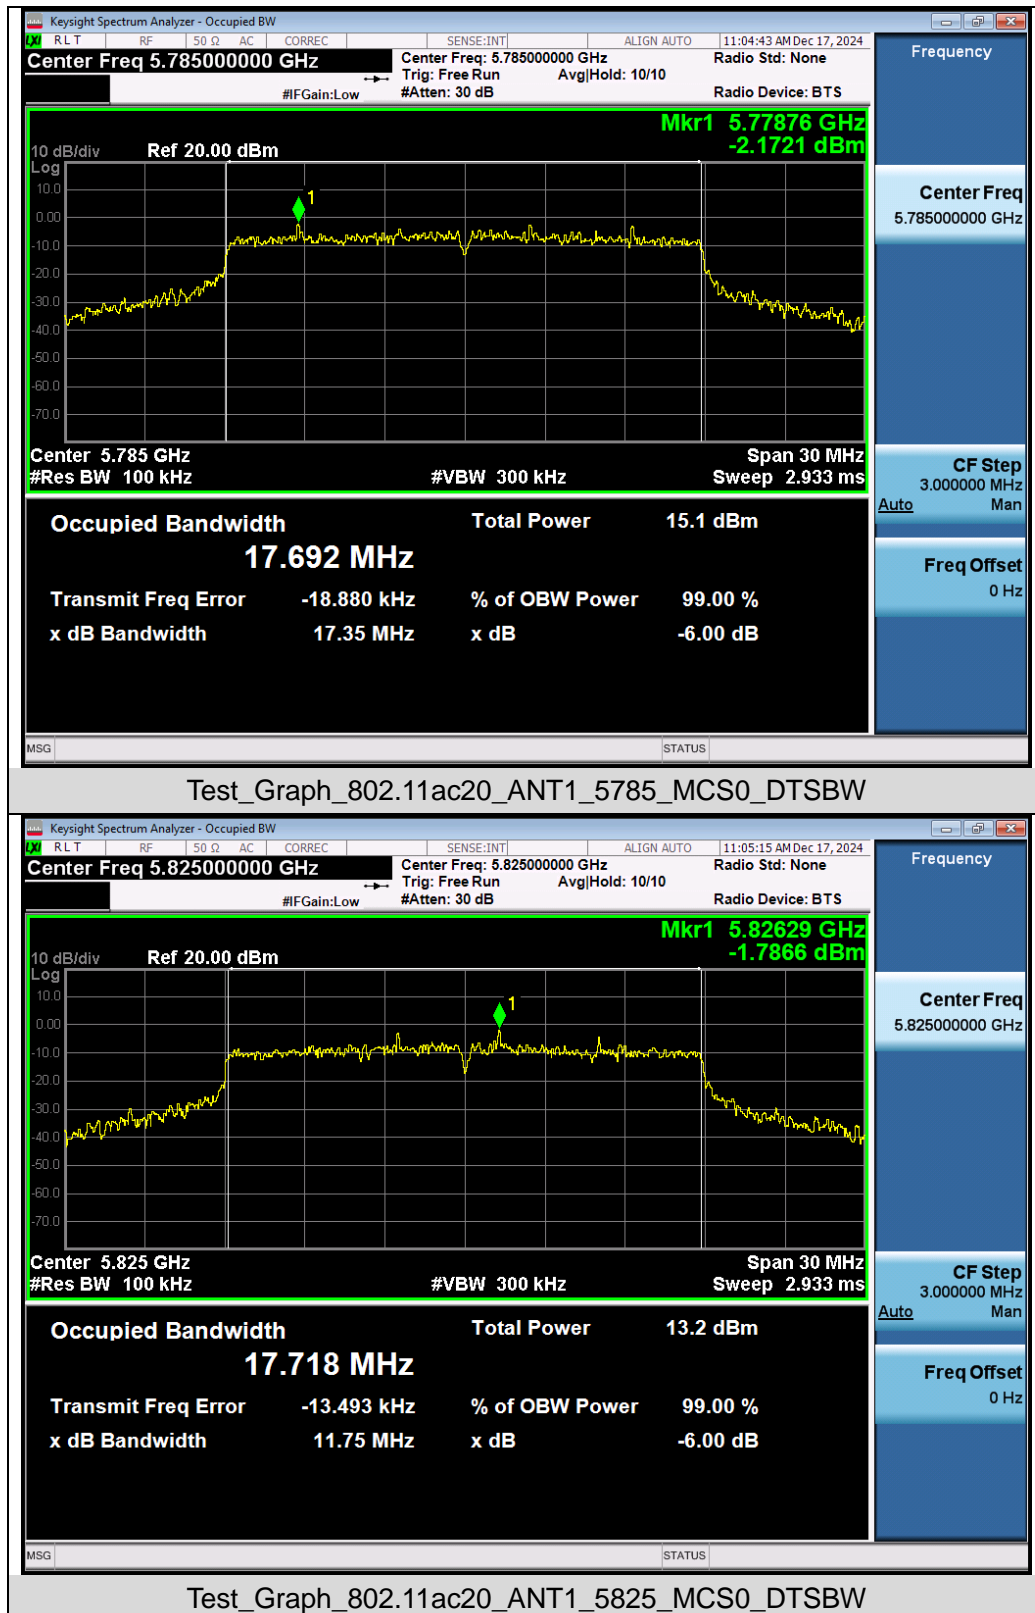 Keysight Spectrum Analyzer - Occupied BW
LXI RLT RF 50 Ω AC CORREC SENSE:INT ALIGN AUTO 11:04:43 AM Dec 17, 2024
Center Freq 5.785000000 GHz
Center Freq: 5.785000000 GHz
Radio Std: None
Trig: Free Run Avg|Hold: 10/10
#IFGain:Low #Atten: 30 dB Radio Device: BTS
Mkr1 5.77876 GHz
-2.1721 dBm
10 dB/div Ref 20.00 dBm
Log
10.0
0.00
-10.0
-20.0
-30.0
-40.0
-50.0
-60.0
-70.0
1
Center 5.785 GHz Span 30 MHz
#Res BW 100 kHz #VBW 300 kHz Sweep 2.933 ms
Occupied Bandwidth Total Power 15.1 dBm
17.692 MHz
Transmit Freq Error -18.880 kHz % of OBW Power 99.00 %
x dB Bandwidth 17.35 MHz x dB -6.00 dB
MSG STATUS
Frequency
Center Freq
5.785000000 GHz
CF Step
3.000000 MHz
Auto Man
Freq Offset
0 Hz
Test_Graph_802.11ac20_ANT1_5785_MCS0_DTSBW
Keysight Spectrum Analyzer - Occupied BW
LXI RLT RF 50 Ω AC CORREC SENSE:INT ALIGN AUTO 11:05:15 AM Dec 17, 2024
Center Freq 5.825000000 GHz
Center Freq: 5.825000000 GHz
Radio Std: None
Trig: Free Run Avg|Hold: 10/10
#IFGain:Low #Atten: 30 dB Radio Device: BTS
Mkr1 5.82629 GHz
-1.7866 dBm
10 dB/div Ref 20.00 dBm
Log
10.0
0.00
-10.0
-20.0
-30.0
-40.0
-50.0
-60.0
-70.0
1
Center 5.825 GHz Span 30 MHz
#Res BW 100 kHz #VBW 300 kHz Sweep 2.933 ms
Occupied Bandwidth Total Power 13.2 dBm
17.718 MHz
Transmit Freq Error -13.493 kHz % of OBW Power 99.00 %
x dB Bandwidth 11.75 MHz x dB -6.00 dB
MSG STATUS
Frequency
Center Freq
5.825000000 GHz
CF Step
3.000000 MHz
Auto Man
Freq Offset
0 Hz
Test_Graph_802.11ac20_ANT1_5825_MCS0_DTSBW